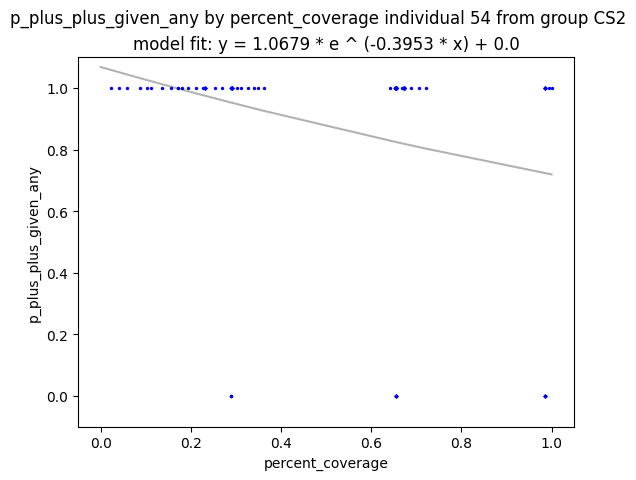 p_plus_plus_given_any by percent_coverage individual 54 from group CS2
model fit: y = 1.0679 * e ^ (-0.3953 * x) + 0.0
1.0
0.8
0.6
0.4
0.2
0.0
p_plus_plus_given_any
0.0 0.2 0.4 0.6 0.8 1.0
percent_coverage